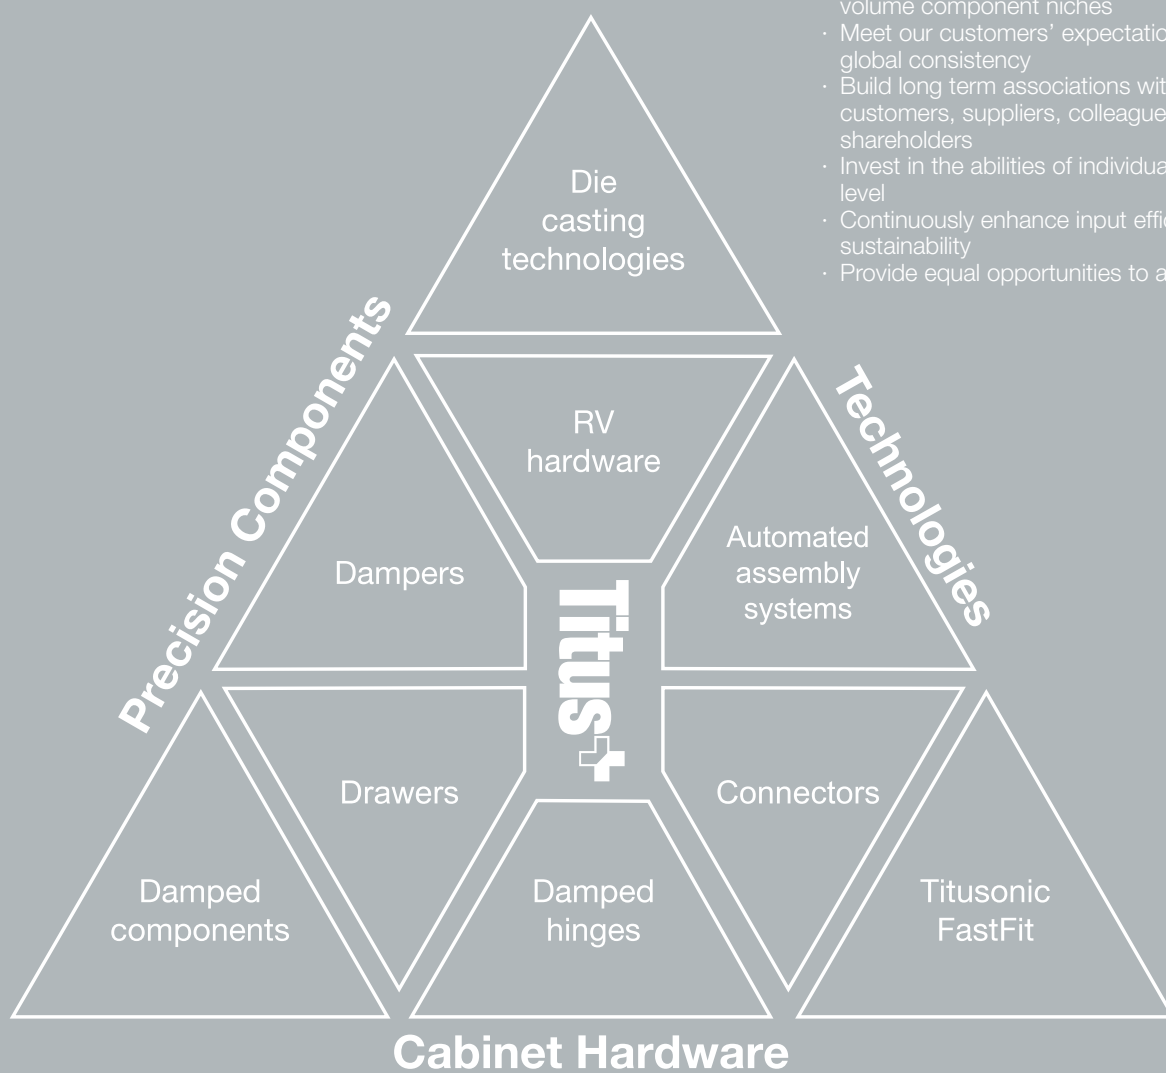 volume component niches
· Meet our customers' expectatio
global consistency
· Build long term associations wit
customers, suppliers, colleague
shareholders
· Invest in the abilities of individua
level
· Continuously enhance input effi
sustainability
· Provide equal opportunities to a
Die
casting
technologies
Precision Components
Technologies
RV
hardware
Dampers
Automated
assembly
systems
Titus+
Drawers
Connectors
Damped
components
Damped
hinges
Titusonic
FastFit
Cabinet Hardware